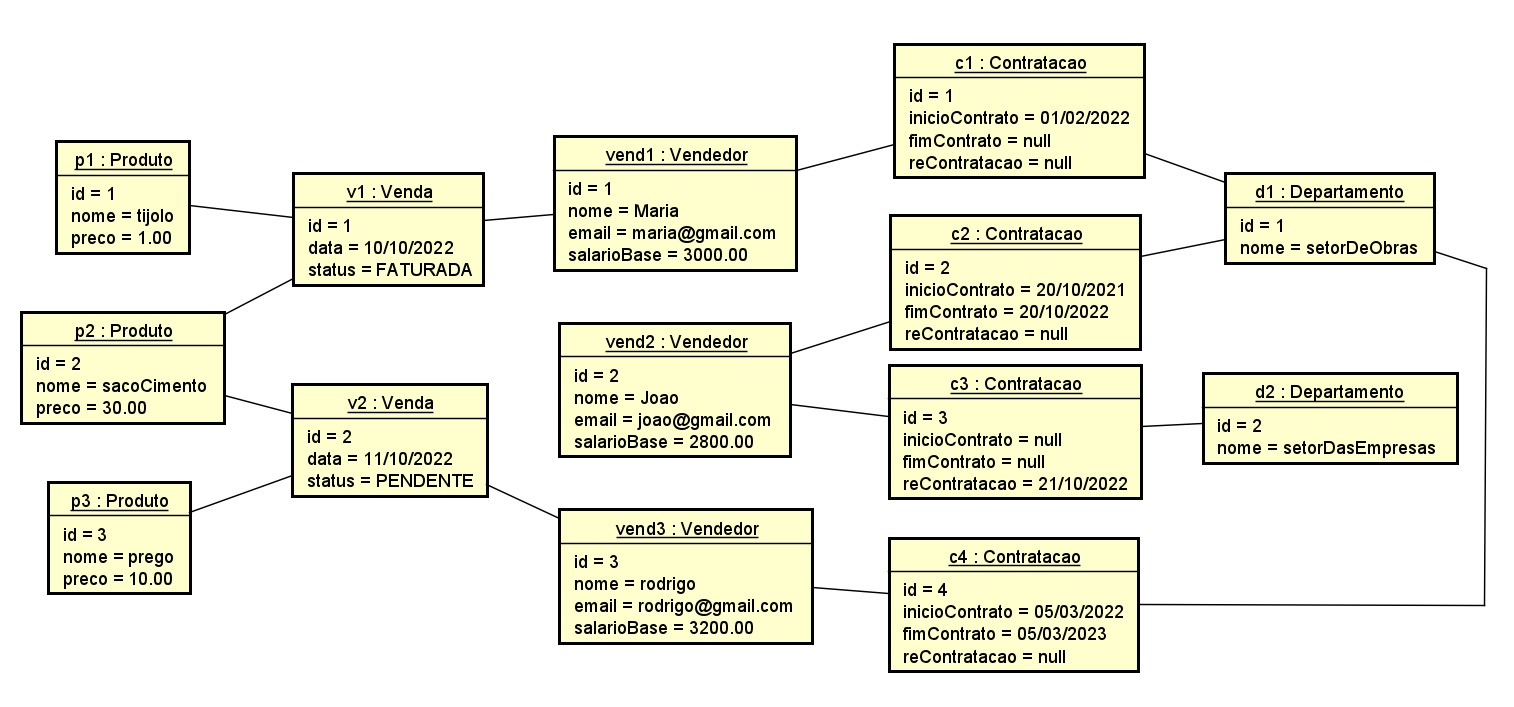 p1 : Produto
id = 1
nome = tijolo
preco = 1.00
p2 : Produto
id = 2
nome = sacoCimento
preco = 30.00
p3 : Produto
id = 3
nome = prego
preco = 10.00
v1 : Venda
id = 1
data = 10/10/2022
status = FATURADA
v2 : Venda
id = 2
data = 11/10/2022
status = PENDENTE
vend1 : Vendedor
id = 1
nome = Maria
email = maria@gmail.com
salarioBase = 3000.00
vend2 : Vendedor
id = 2
nome = Joao
email = joao@gmail.com
salarioBase = 2800.00
vend3 : Vendedor
id = 3
nome = rodrigo
email = rodrigo@gmail.com
salarioBase = 3200.00
c1 : Contratacao
id = 1
inicioContrato = 01/02/2022
fimContrato = null
reContratacao = null
c2 : Contratacao
id = 2
inicioContrato = 20/10/2021
fimContrato = 20/10/2022
reContratacao = null
c3 : Contratacao
id = 3
inicioContrato = null
fimContrato = null
reContratacao = 21/10/2022
c4 : Contratacao
id = 4
inicioContrato = 05/03/2022
fimContrato = 05/03/2023
reContratacao = null
d1 : Departamento
id = 1
nome = setorDeObras
d2 : Departamento
id = 2
nome = setorDasEmpresas